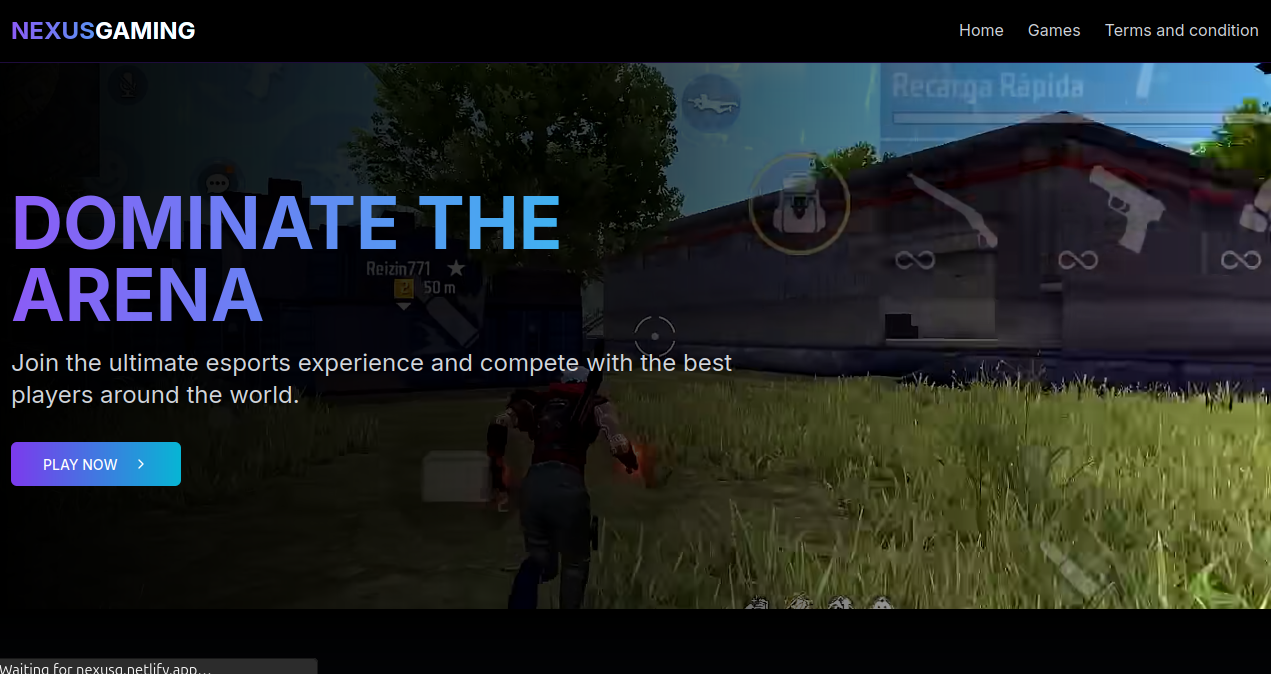 NEXUSGAMING
Home Games Terms and condition
Recarga Rápida
DOMINATE THE
ARENA
Reizin771
2 50 m
Join the ultimate esports experience and compete with the best
players around the world.
PLAY NOW
2
Waiting for nexusg.netlify.app...